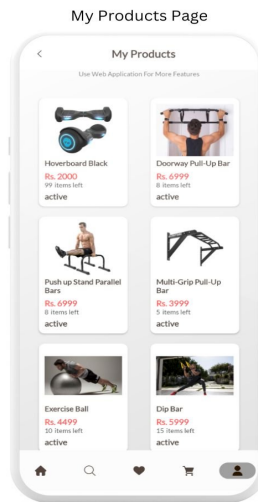 My Products Page
My Products
Use Web Application For More Features
Hoverboard Black
Rs. 2000
99 items left
active
Doorway Pull-Up Bar
Rs. 6999
8 items left
active
Push up Stand Parallel
Bars
Rs. 6999
8 items left
active
Multi-Grip Pull-Up
Bar
Rs. 3999
5 items left
active
Exercise Ball
Rs. 4499
10 items left
active
Dip Bar
Rs. 5999
15 items left
active